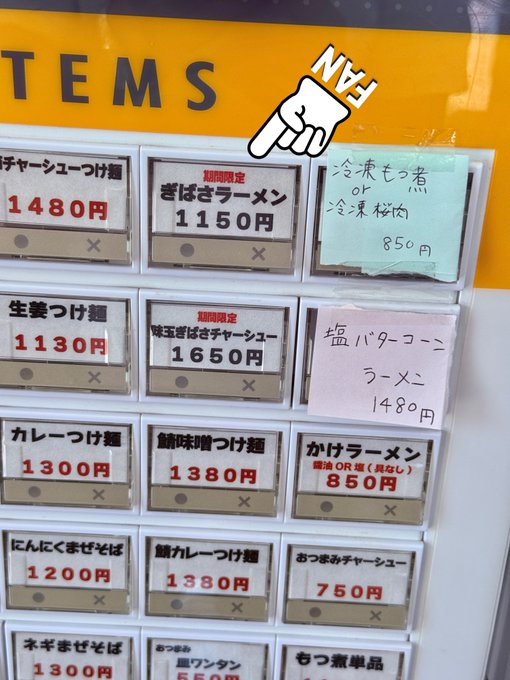 TEMS
FAN
チャーシューつけ麺
1480円
期間限定
ぎばさラーメン
1150円
冷凍もつ煮
or
冷凍桜肉
850円
生姜つけ麺
1130円
期間限定
味玉ぎばさチャーシュー
1650円
塩バターコーン
ラーメン
1480円
カレーつけ麺
1300円
鯖味噌つけ麺
1380円
かけラーメン
醤油OR塩(具なし)
850円
にんにくまぜそば
1200円
鯖カレーつけ麺
1380円
おつまみチャーシュー
750円
ネギまぜそば
1300円
おつまみ
皿ワンタン
550円
もつ煮単品